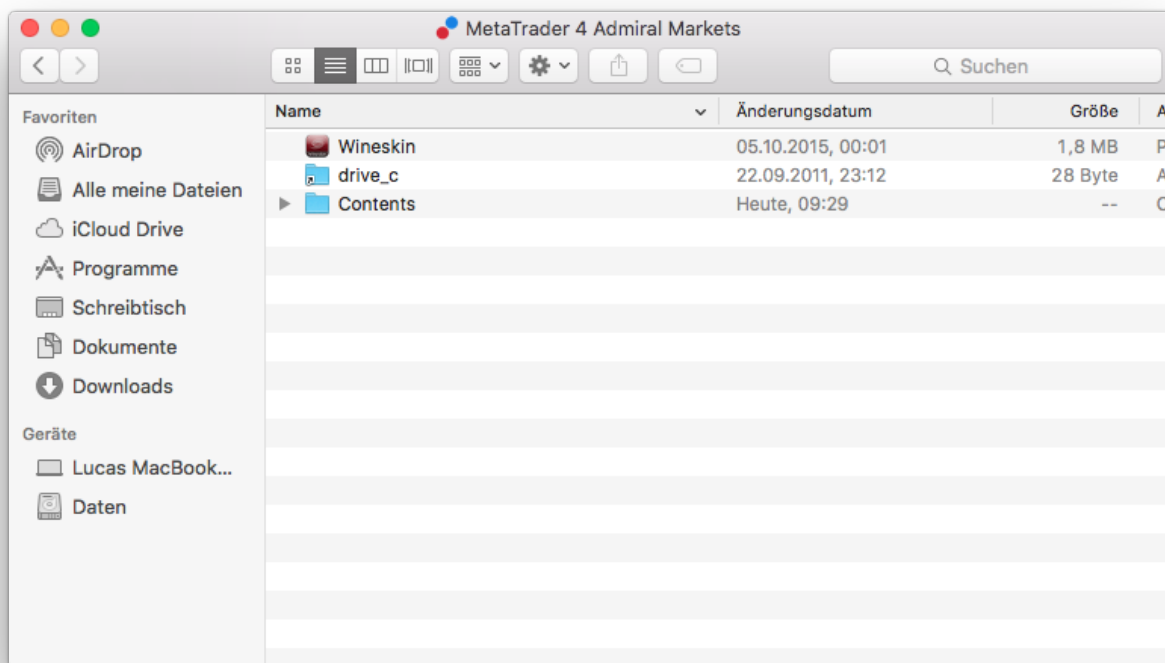 MetaTrader 4 Admiral Markets
Suchen
Favoriten
AirDrop
Alle meine Dateien
iCloud Drive
Programme
Schreibtisch
Dokumente
Downloads
Geräte
Lucas MacBook...
Daten
Name Änderungsdatum Größe A
Wineskin 05.10.2015, 00:01 1,8 MB P
drive_c 22.09.2011, 23:12 28 Byte A
Contents Heute, 09:29 --